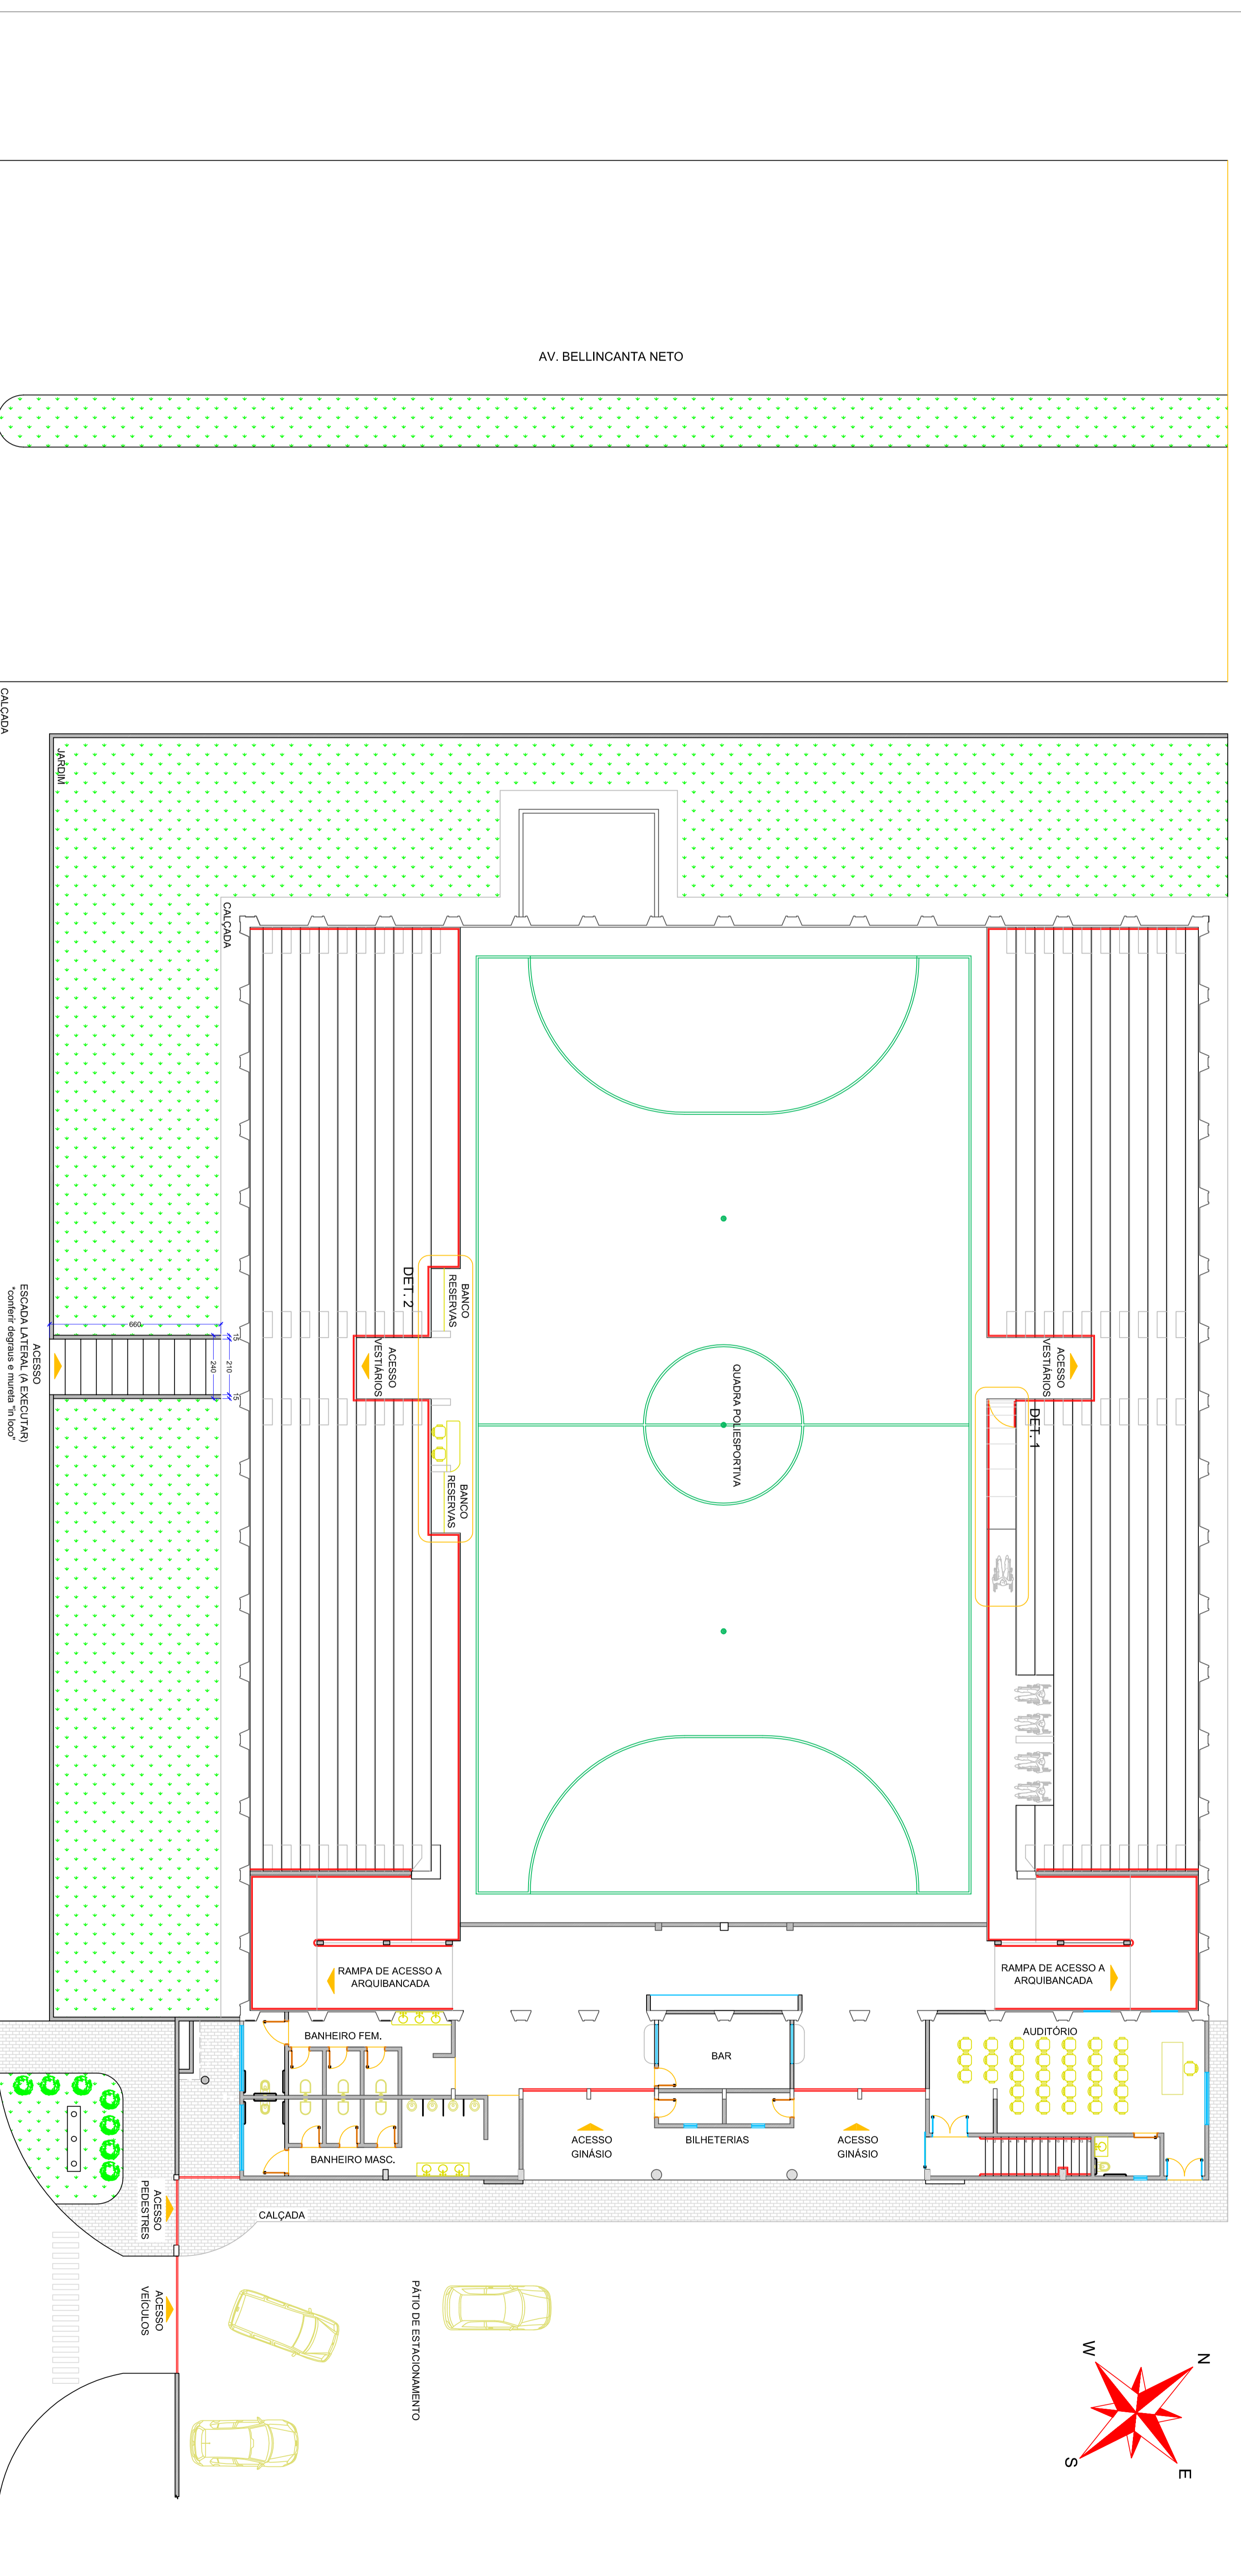 AV. BELLINCANTA NETO
CALÇADA
JARDIM
CALÇADA
DET. 2
BANCO
RESERVAS
ACESSO
VESTIÁRIOS
BANCO
RESERVAS
QUADRA POLIESPORTIVA
ACESSO
VESTIÁRIOS
DET. 1
660
15
210
240
15
ACESSO
ESCADA LATERAL (A EXECUTAR)
*conferir degraus e mureta "in loco"
RAMPA DE ACESSO A
ARQUIBANCADA
RAMPA DE ACESSO A
ARQUIBANCADA
BANHEIRO FEM.
BAR
AUDITÓRIO
ACESSO
GINÁSIO
BILHETERIAS
ACESSO
GINÁSIO
BANHEIRO MASC.
ACESSO
PEDESTRES
CALÇADA
ACESSO
VEÍCULOS
PÁTIO DE ESTACIONAMENTO
W
N
S
E